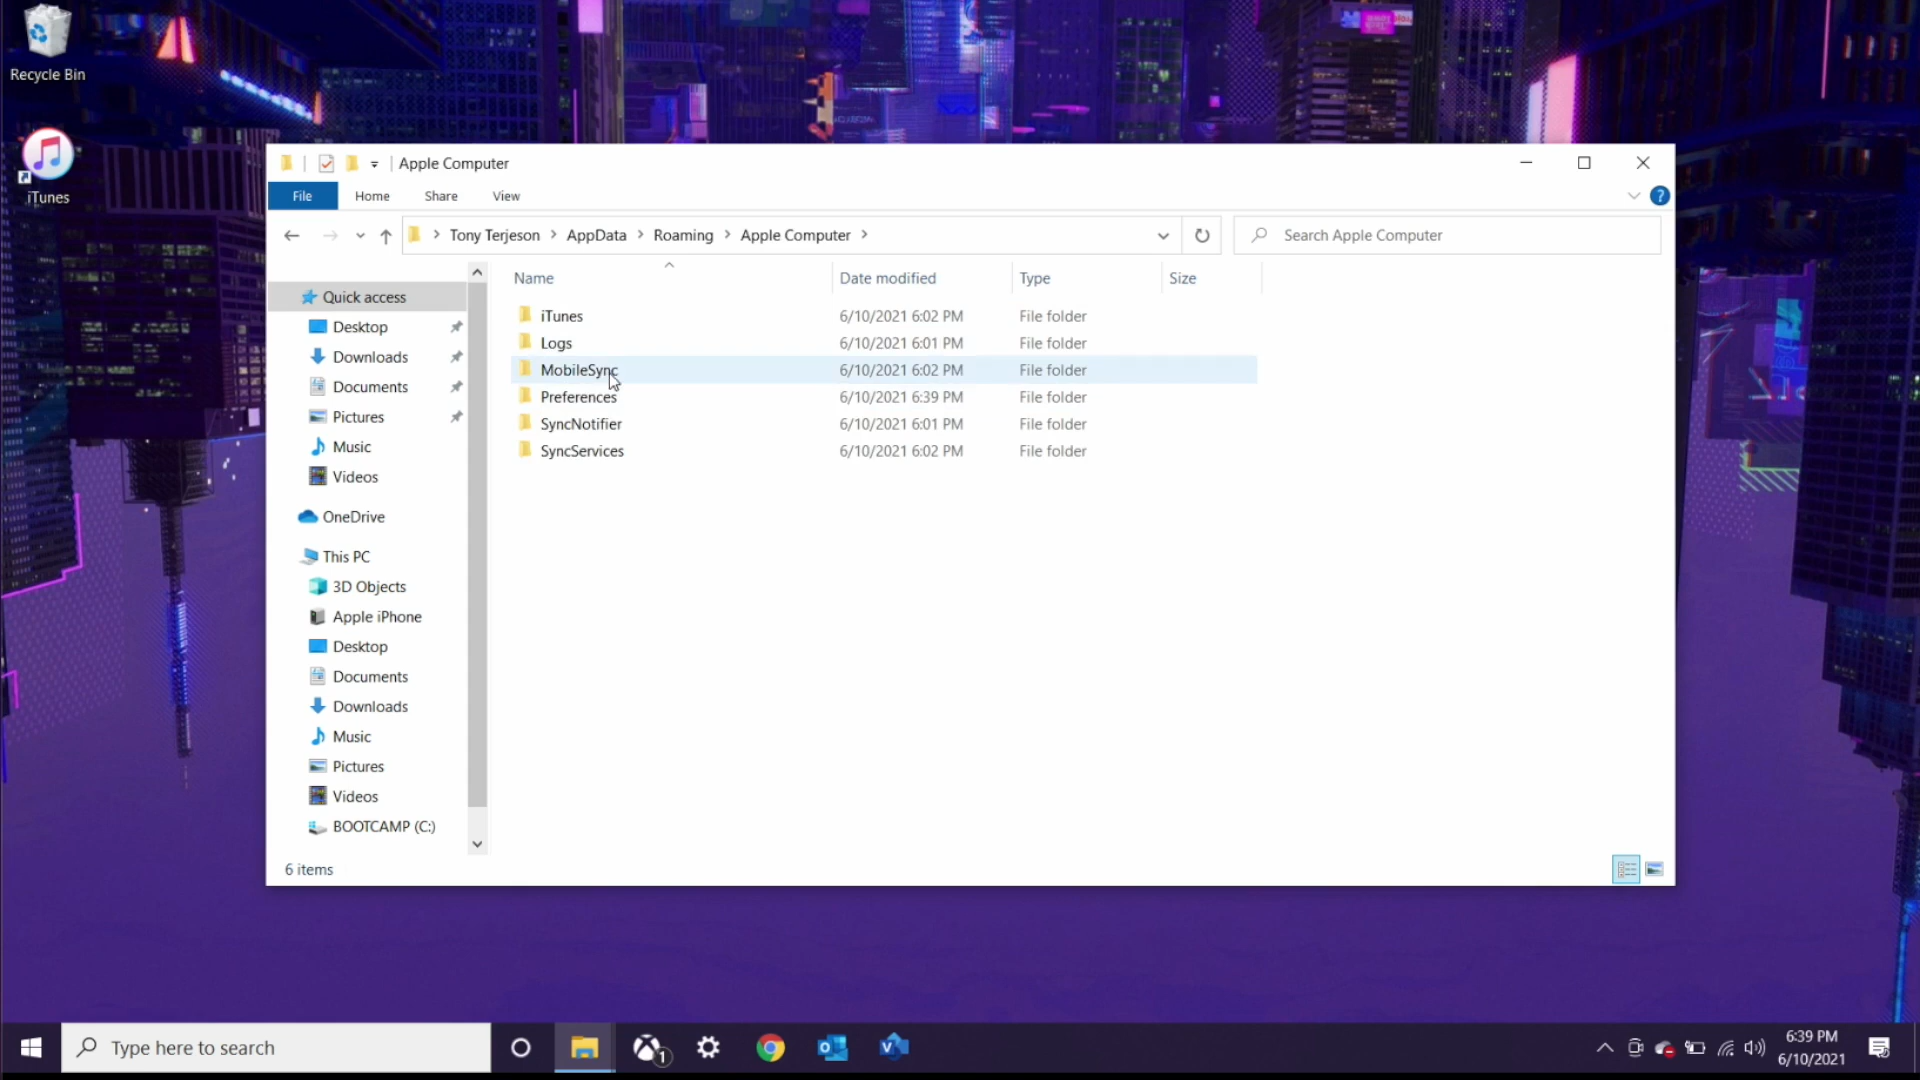 Recycle Bin
iTunes
Apple Computer
File Home Share View
?
Tony Terjeson AppData Roaming Apple Computer
Search Apple Computer
Name Date modified Type Size
iTunes 6/10/2021 6:02 PM File folder
Logs 6/10/2021 6:01 PM File folder
MobileSync 6/10/2021 6:02 PM File folder
Preferences 6/10/2021 6:39 PM File folder
SyncNotifier 6/10/2021 6:01 PM File folder
SyncServices 6/10/2021 6:02 PM File folder
Quick access
Desktop
Downloads
Documents
Pictures
Music
Videos
OneDrive
This PC
3D Objects
Apple iPhone
Desktop
Documents
Downloads
Music
Pictures
Videos
BOOTCAMP (C:)
6 items
Type here to search
1
6:39 PM
6/10/2021